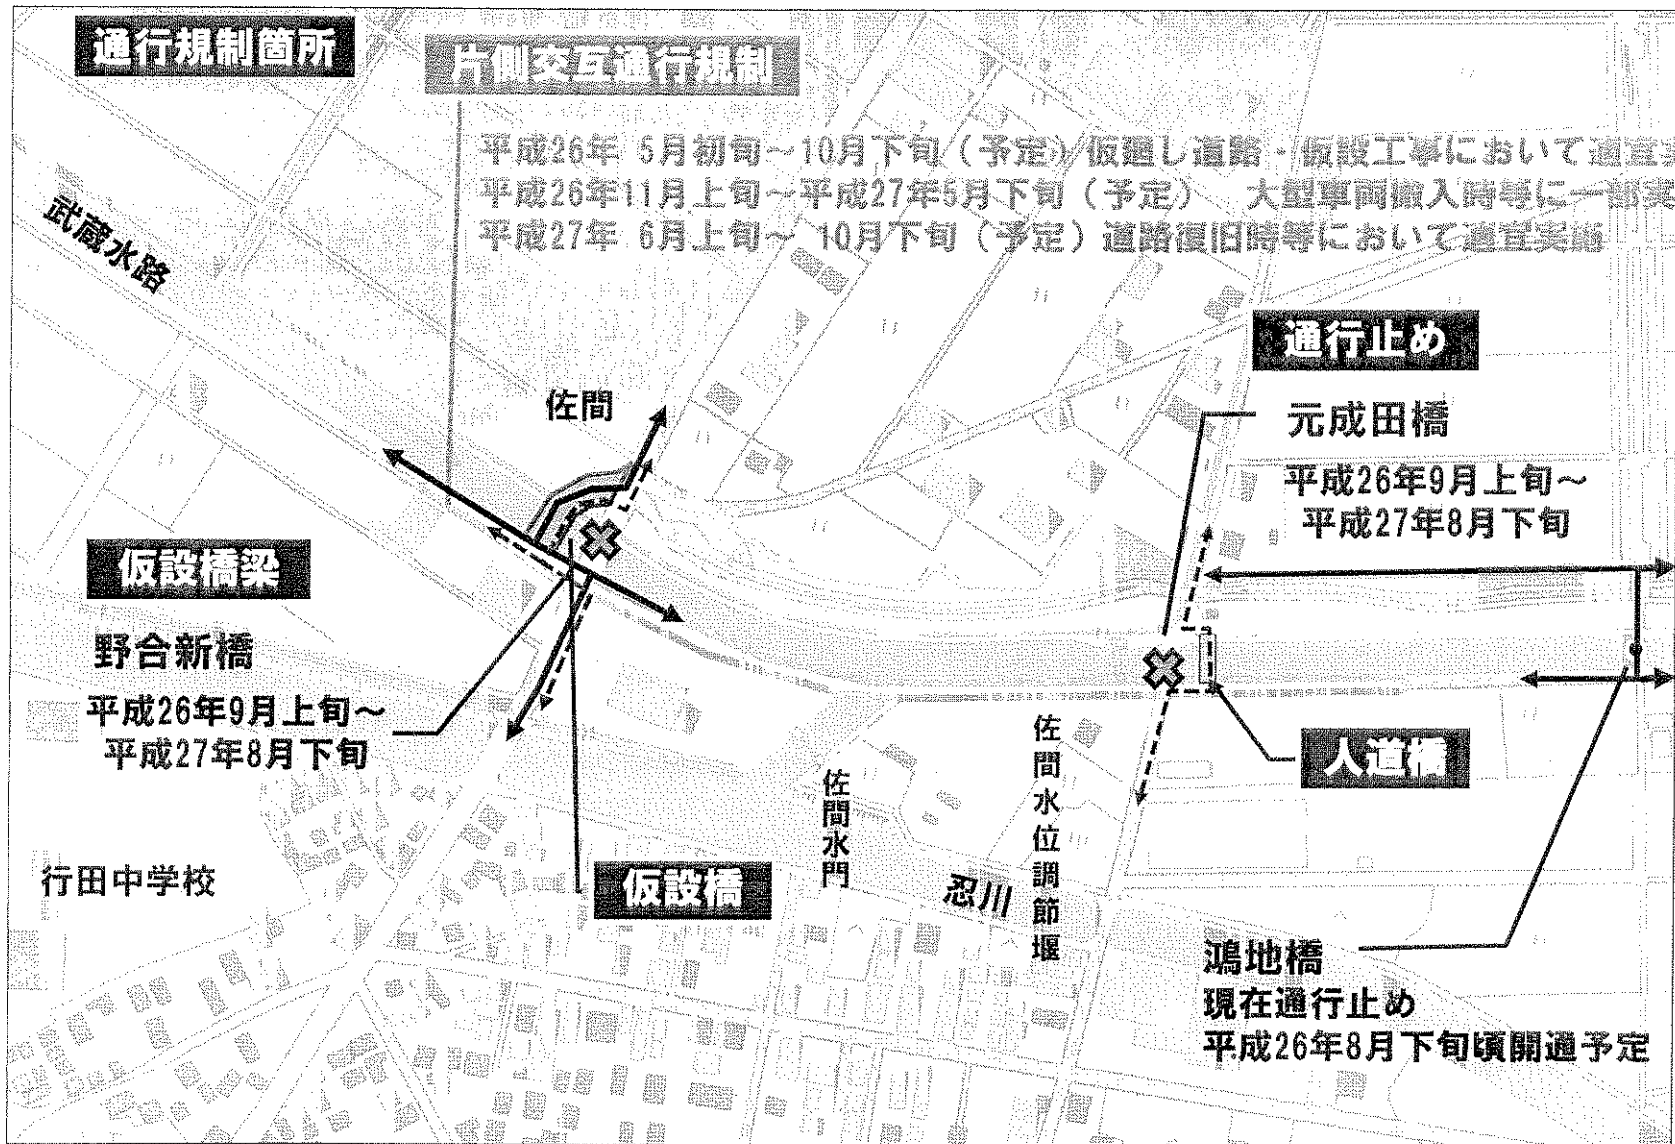 通行規制箇所
片側交互通行規制
平成26年 5月初旬～10月下旬（予定）仮廻し道路・仮設工事において適宜実
平成26年11月上旬～平成27年5月下旬（予定）　大型車両搬入時等に一部実
平成27年 6月上旬～ 10月下旬（予定）道路復旧時等において適宜実施
武蔵水路
佐間
通行止め
元成田橋
平成26年9月上旬～
平成27年8月下旬
仮設橋梁
野合新橋
平成26年9月上旬～
平成27年8月下旬
人道橋
佐間水門
佐間水位調節堰
行田中学校
仮設橋
忍川
鴻地橋
現在通行止め
平成26年8月下旬頃開通予定